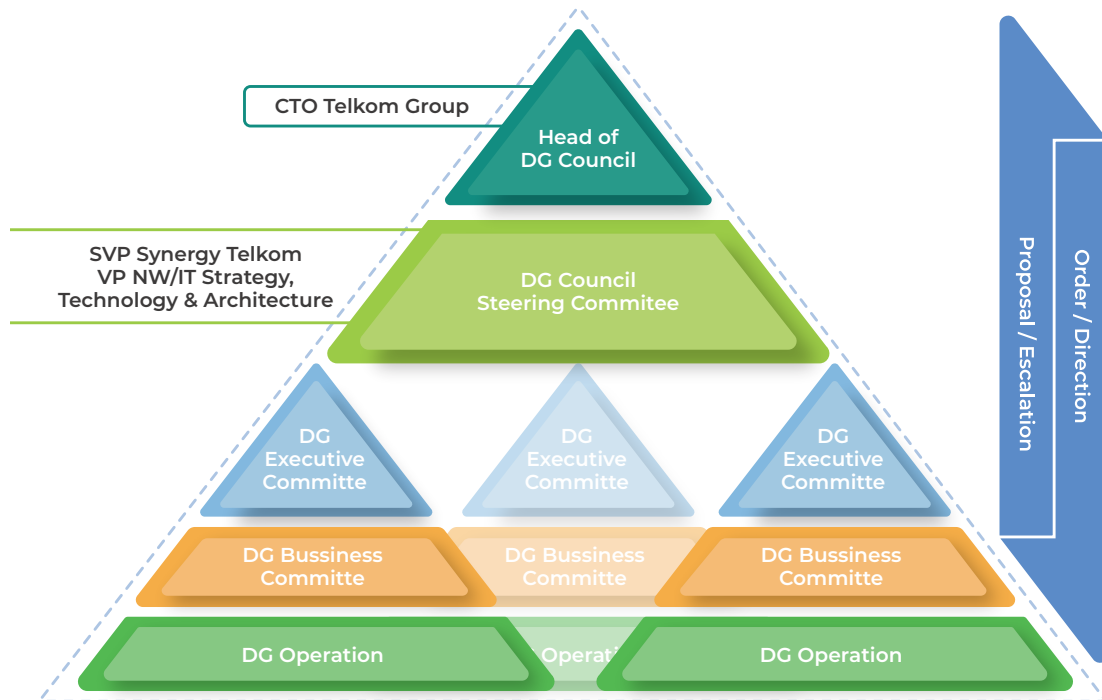 CTO Telkom Group
Head of
DG Council
SVP Synergy Telkom
VP NW/IT Strategy,
Technology & Architecture
DG Council
Steering Commitee
DG
Executive
Committe
DG
Executive
Committe
DG
Executive
Committe
DG Bussiness
Committe
DG Bussiness
Committe
DG Bussiness
Committe
DG Operation
DG Operation
Proposal / Escalation
Order / Direction